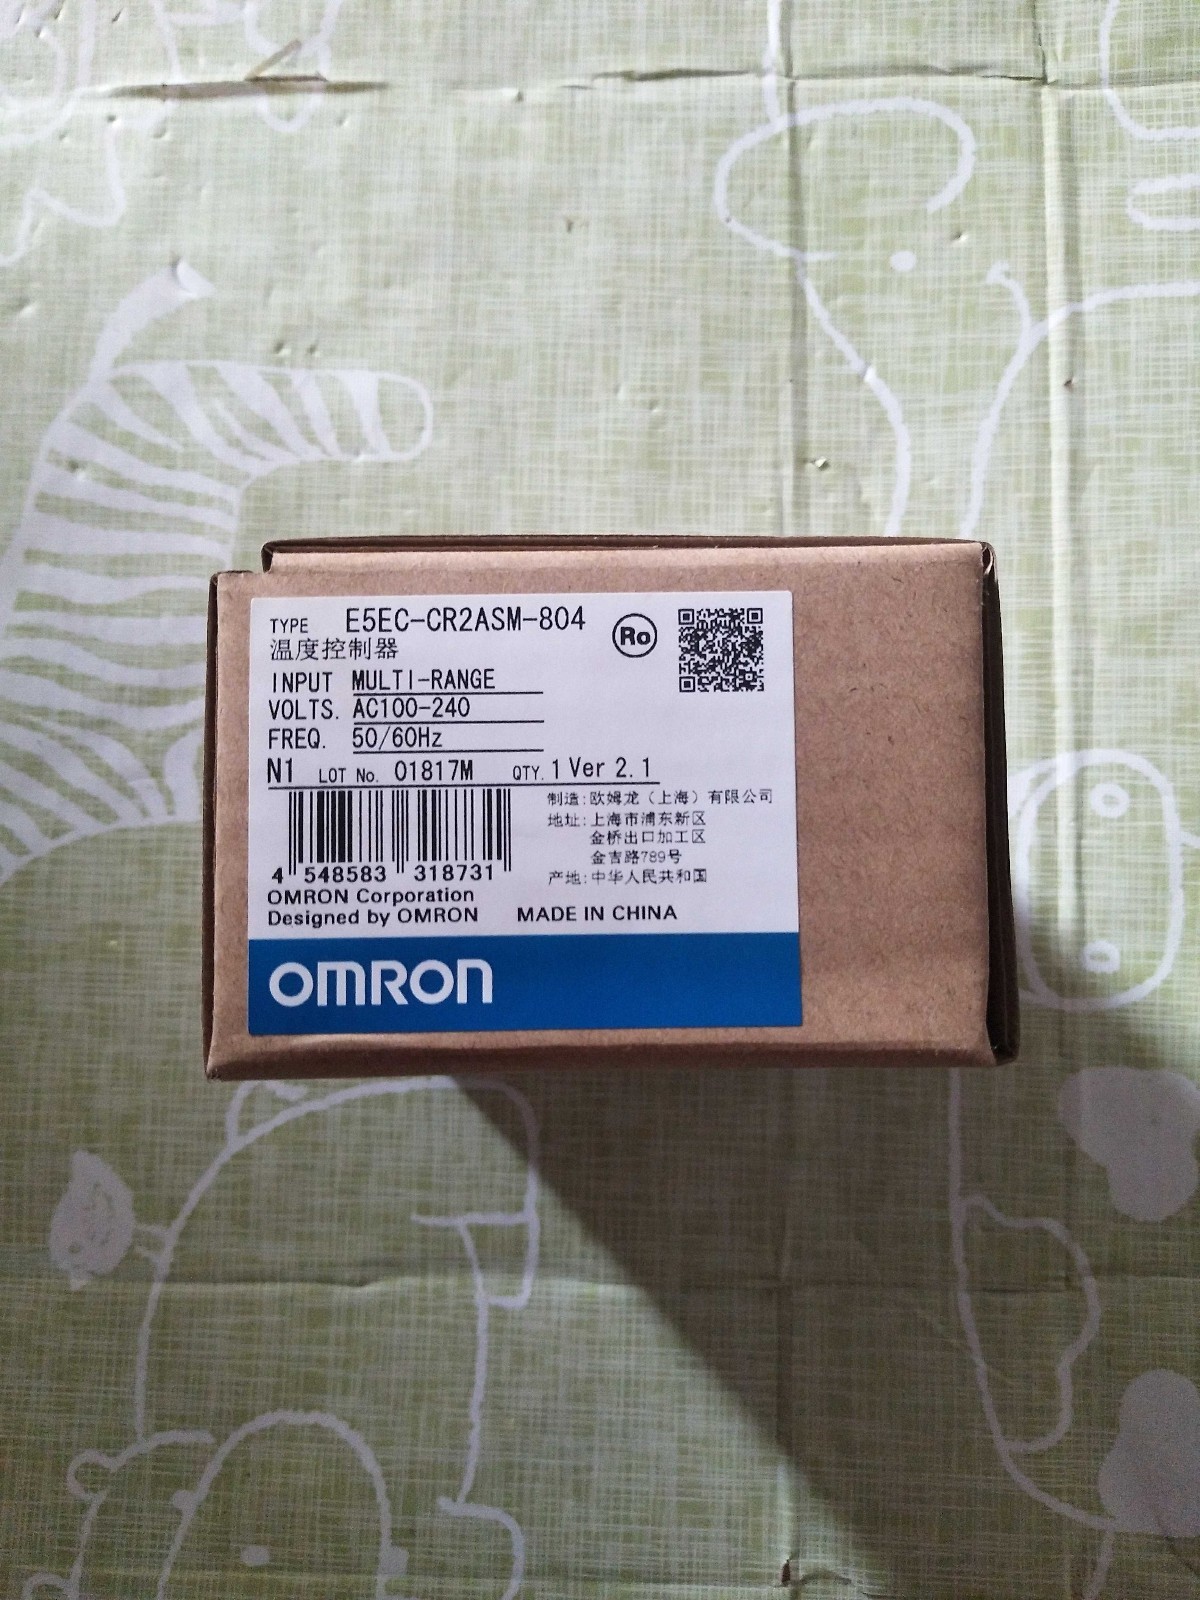 TYPE E5EC-CR2ASM-804
温度控制器
Ro
INPUT MULTI-RANGE
VOLTS. AC100-240
FREQ. 50/60Hz
N1 LOT No. 01817M QTY. 1 Ver 2.1
制造:欧姆龙(上海)有限公司
地址:上海市浦东新区
金桥出口加工区
金吉路789号
产地:中华人民共和国
4 548583 318731
OMRON Corporation
Designed by OMRON MADE IN CHINA
OMRON